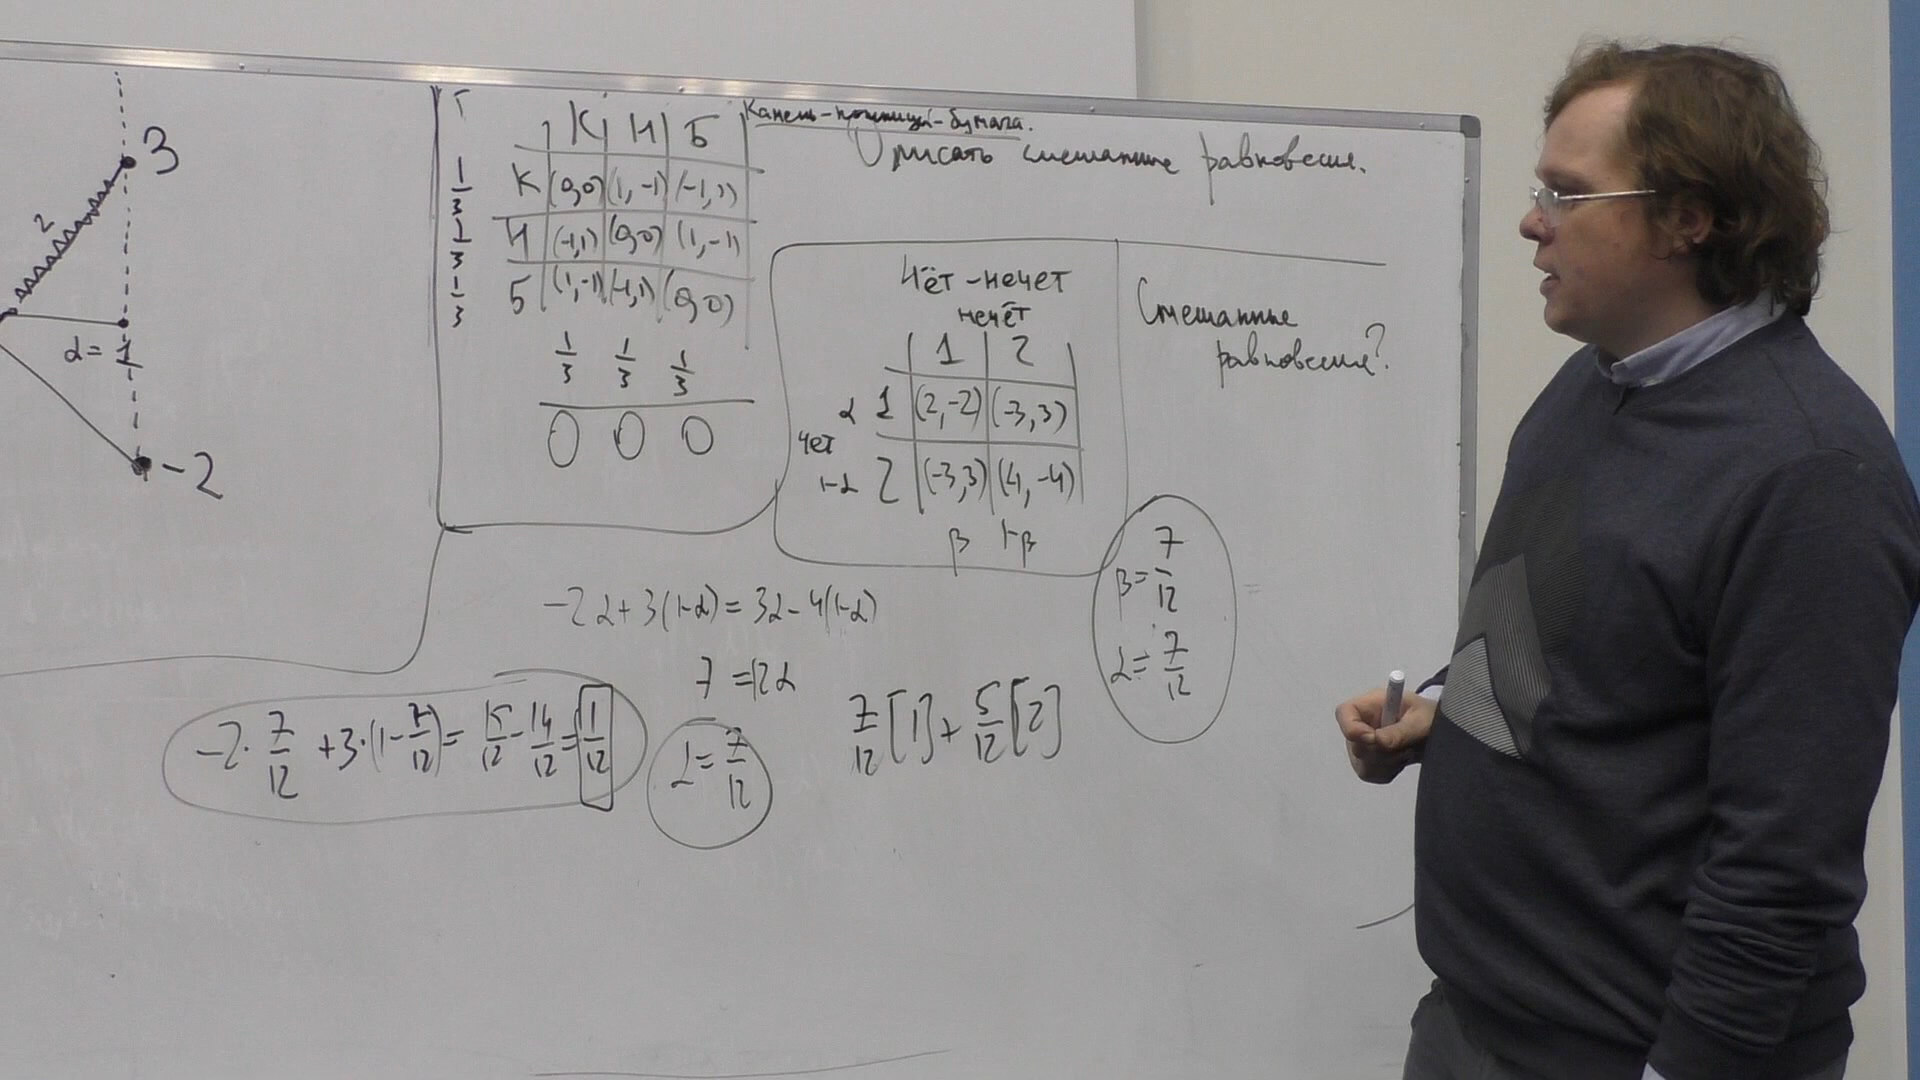 3
2
α = 1
-2
Камень-ножницы-бумага.
Описать смешанные равновесия.
К Н Б
1/3 К (0,0) (1,-1) (-1,1)
1/3 Н (-1,1) (0,0) (1,-1)
1/3 Б (1,-1) (-1,1) (0,0)
1/3 1/3 1/3
0 0 0
Чёт-нечет
нечёт
1 2
α 1 (2,-2) (-3,3)
чет
1-α 2 (-3,3) (4,-4)
β 1-β
Смешанные
равновесия?
β = 7/12
α = 7/12
-2α + 3(1-α) = 3α - 4(1-α)
7 = 12α
α = 7/12
7/12 [1] + 5/12 [2]
-2 · 7/12 + 3·(1 - 7/12) = 15/12 - 14/12 = 1/12